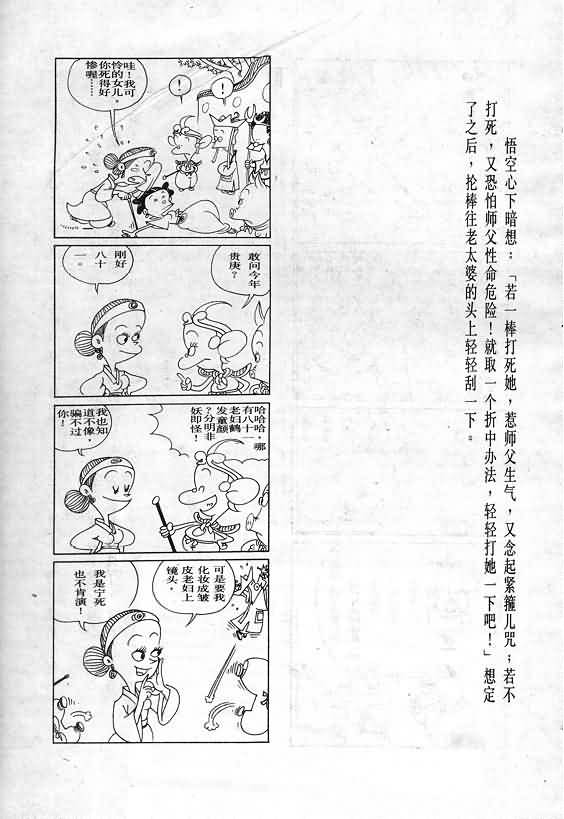 悟空心下暗想：「若一棒打死她，惹师父生气，又念起紧箍儿咒；若不
打死，又恐怕师父性命危险！就取一个折中办法，轻轻打她一下吧！」想定
了之后，抡棒往老太婆的头上轻轻刮一下。
哇！我可
怜的女儿。
你死得好
惨喔……
！
！
敢问今年
贵庚？
刚好
八十
一。
哈哈哈，哪
有八十
老妇鹤
发童颜
？分明非
妖即怪！
我也知
道不像，
骗不过
你！
可是要我
化妆成皱
皮老妇上
镜头，
我是宁死
也不肯演！